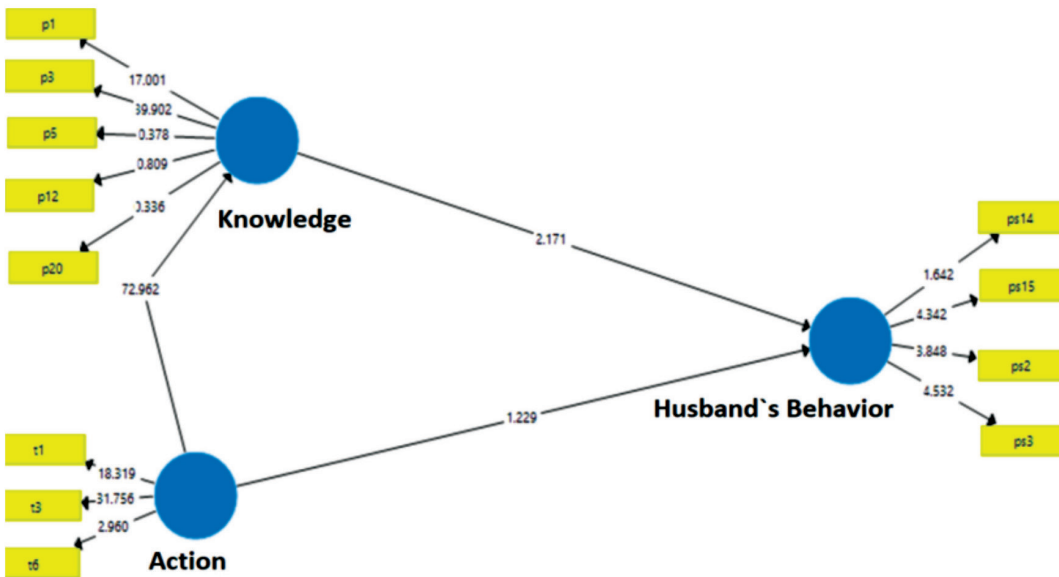 p1
17.001
p3
39.902
p5
0.378
p12
0.809
p20
0.336
Knowledge
72.962
2.171
ps14
1.642
ps15
4.342
ps2
3.848
ps3
4.532
Husband`s Behavior
1.229
t1
18.319
t3
31.756
t6
2.960
Action